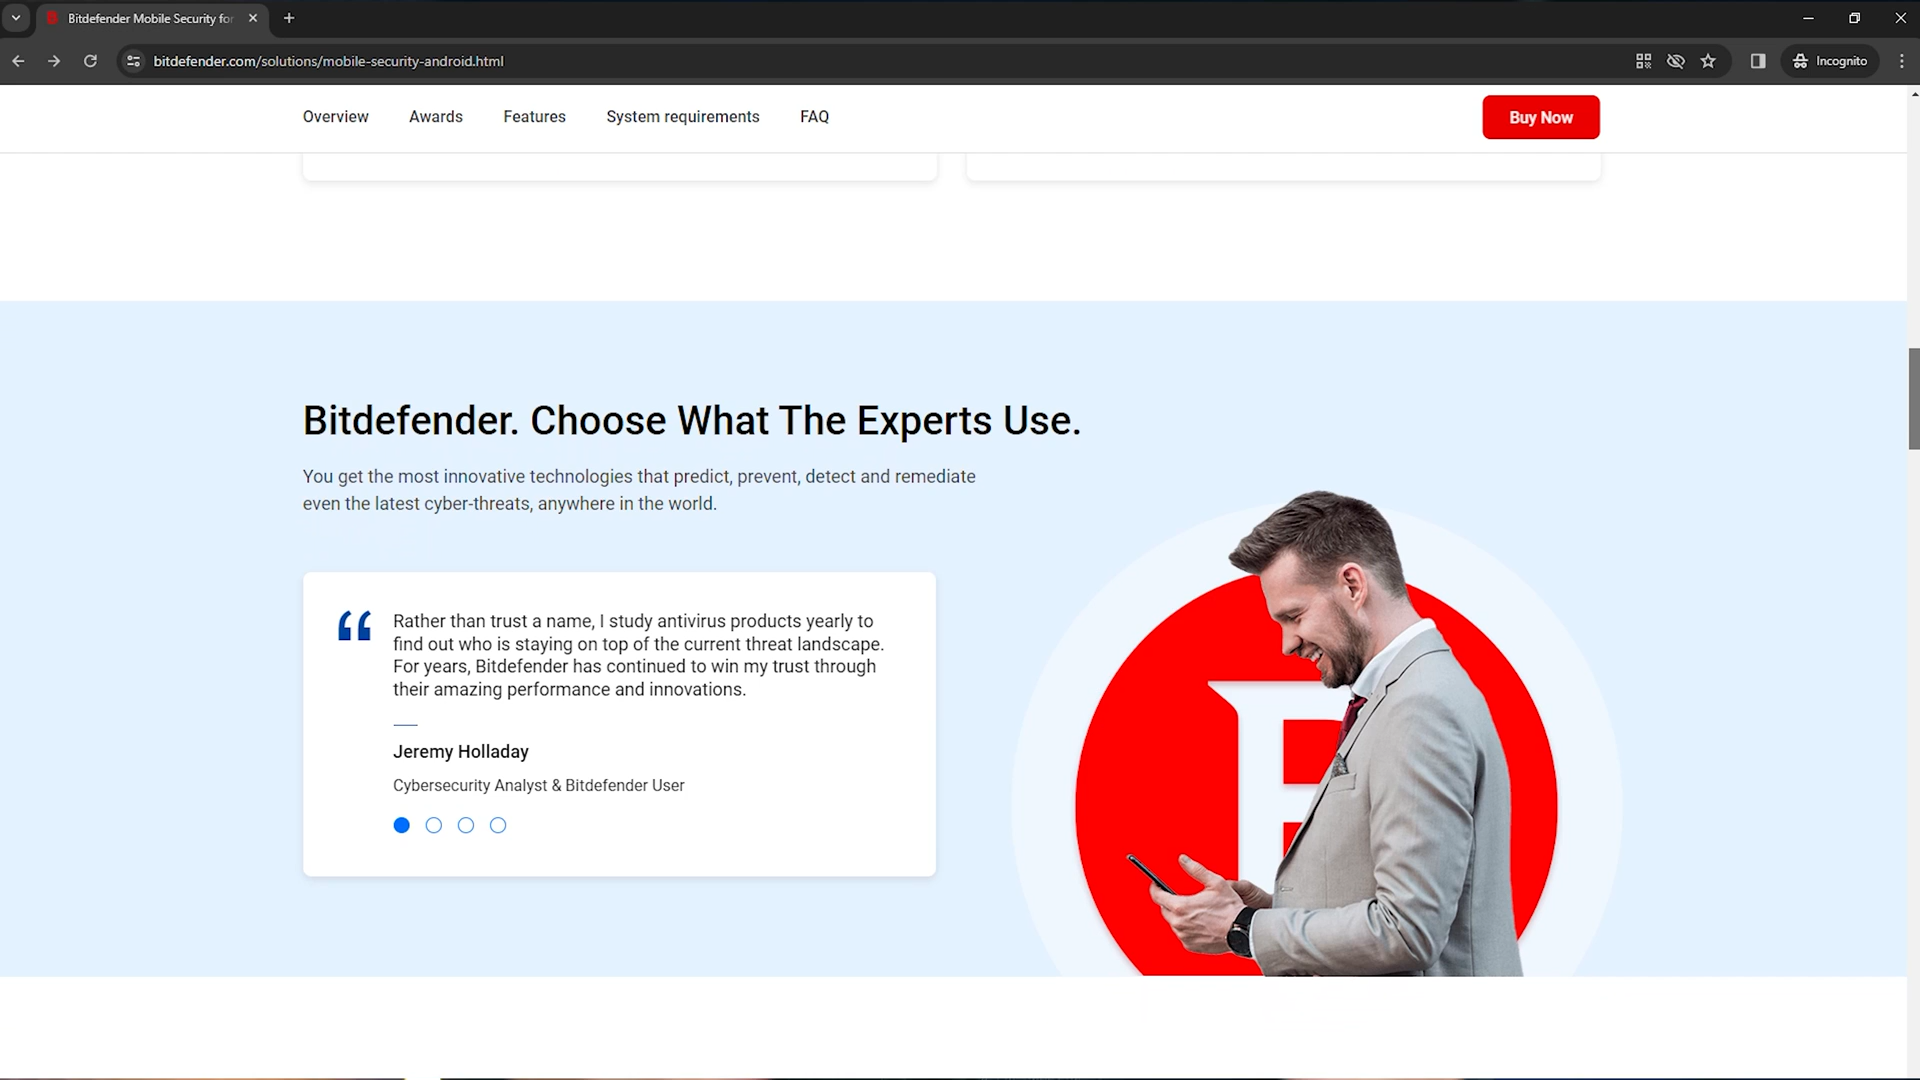 Bitdefender Mobile Security for
bitdefender.com/solutions/mobile-security-android.html
Incognito
Overview
Awards
Features
System requirements
FAQ
Buy Now
Bitdefender. Choose What The Experts Use.
You get the most innovative technologies that predict, prevent, detect and remediate
even the latest cyber-threats, anywhere in the world.
“ Rather than trust a name, I study antivirus products yearly to
find out who is staying on top of the current threat landscape.
For years, Bitdefender has continued to win my trust through
their amazing performance and innovations.
Jeremy Holladay
Cybersecurity Analyst & Bitdefender User